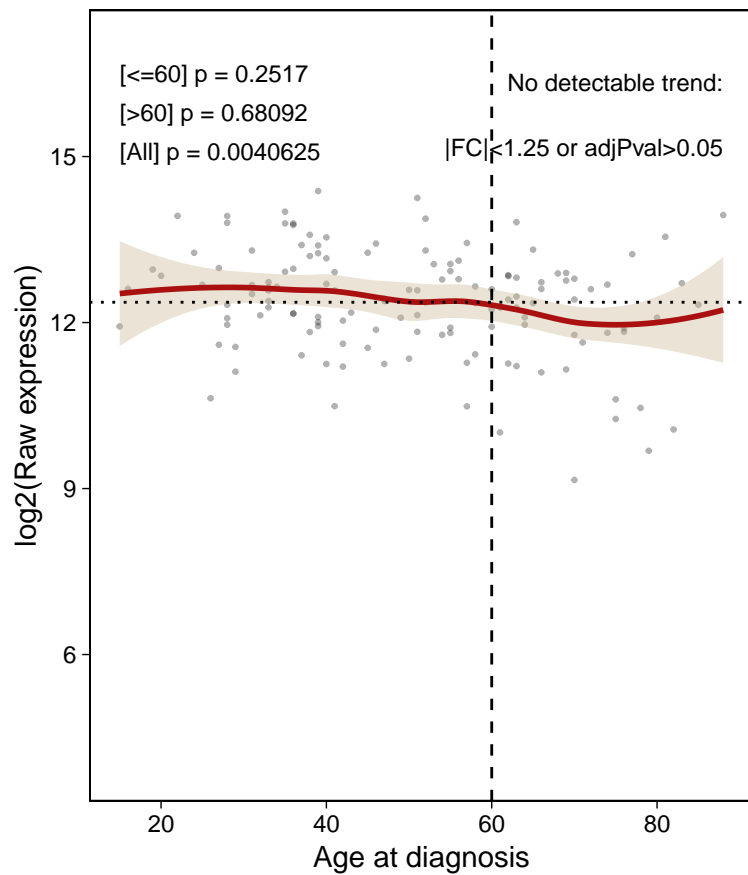 [<=60] p = 0.2517
[>60] p = 0.68092
[All] p = 0.0040625
No detectable trend:
|FC|<1.25 or adjPval>0.05
15
12
9
6
log2(Raw expression)
20 40 60 80
Age at diagnosis